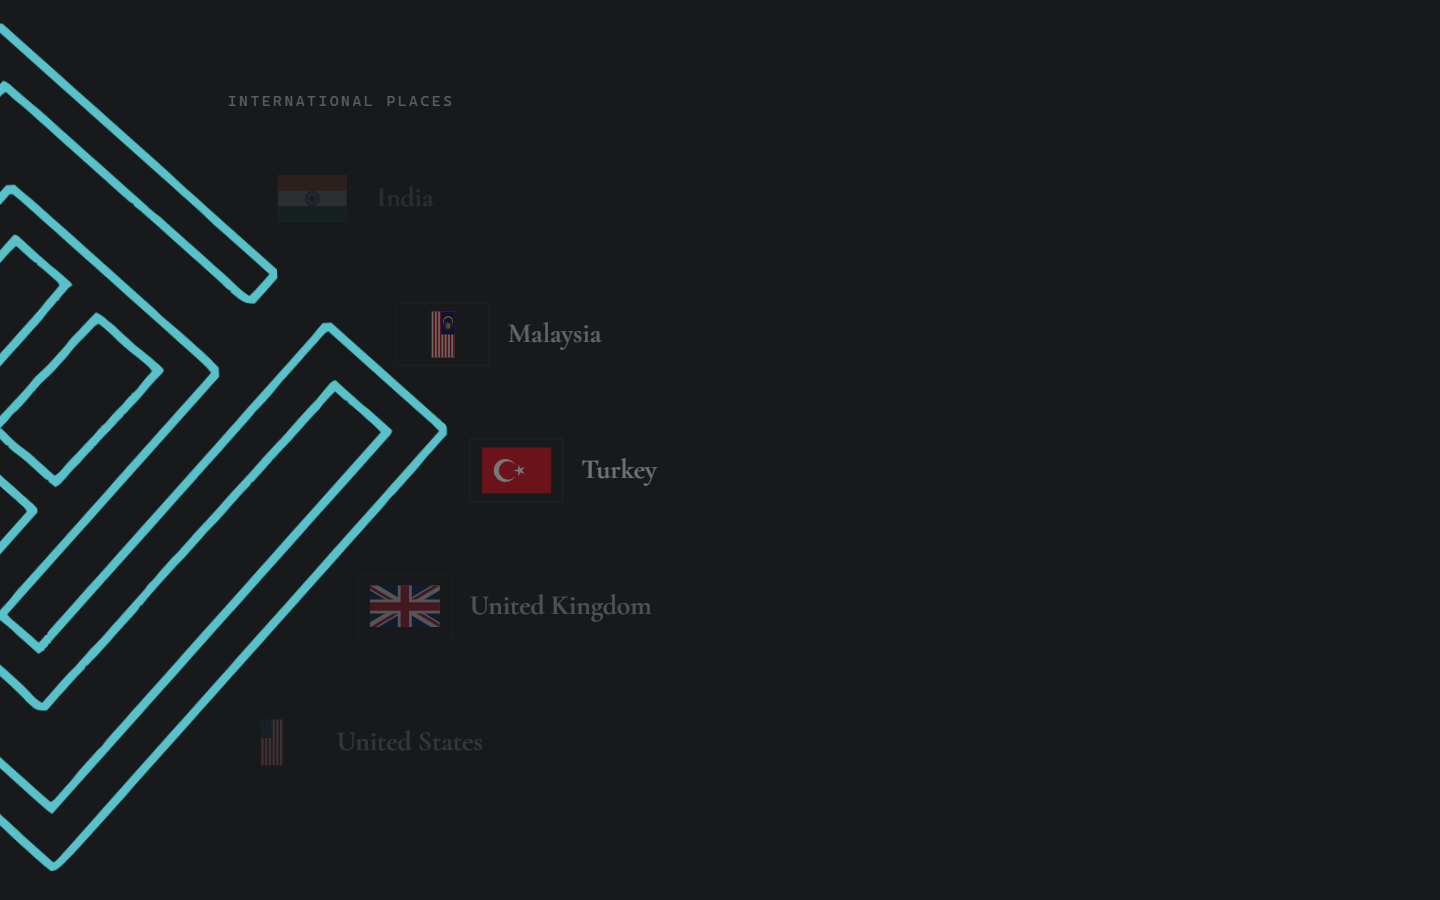 INTERNATIONAL PLACES
India
Malaysia
Turkey
United Kingdom
United States